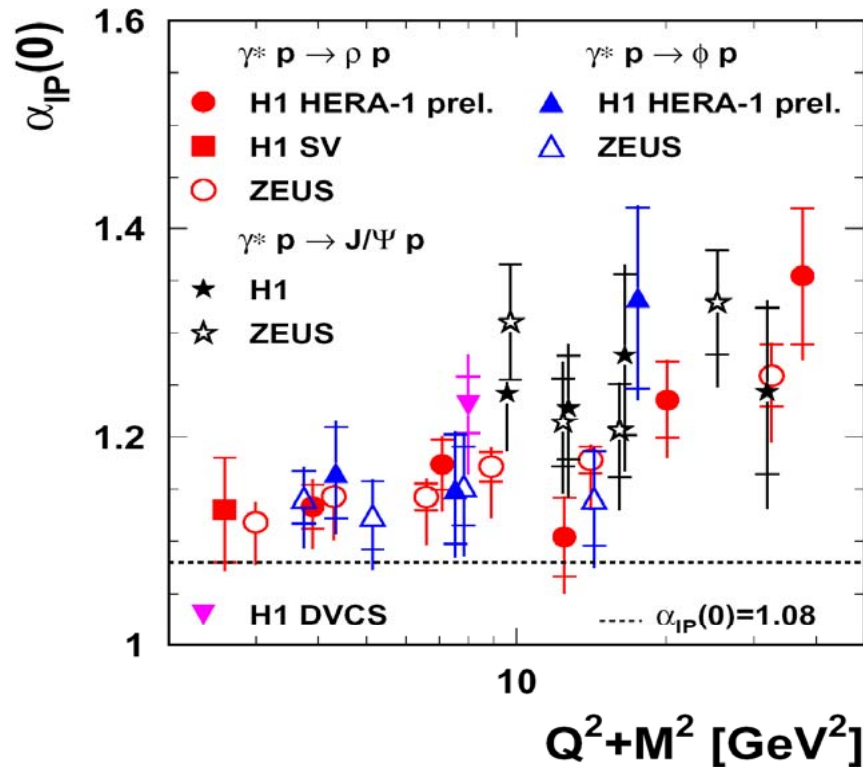 α_IP(0)
1.6
1.4
1.2
1
γ* p → ρ p
H1 HERA-1 prel.
H1 SV
ZEUS
γ* p → J/Ψ p
H1
ZEUS
γ* p → ϕ p
H1 HERA-1 prel.
ZEUS
H1 DVCS
α_IP(0)=1.08
10
Q²+M² [GeV²]